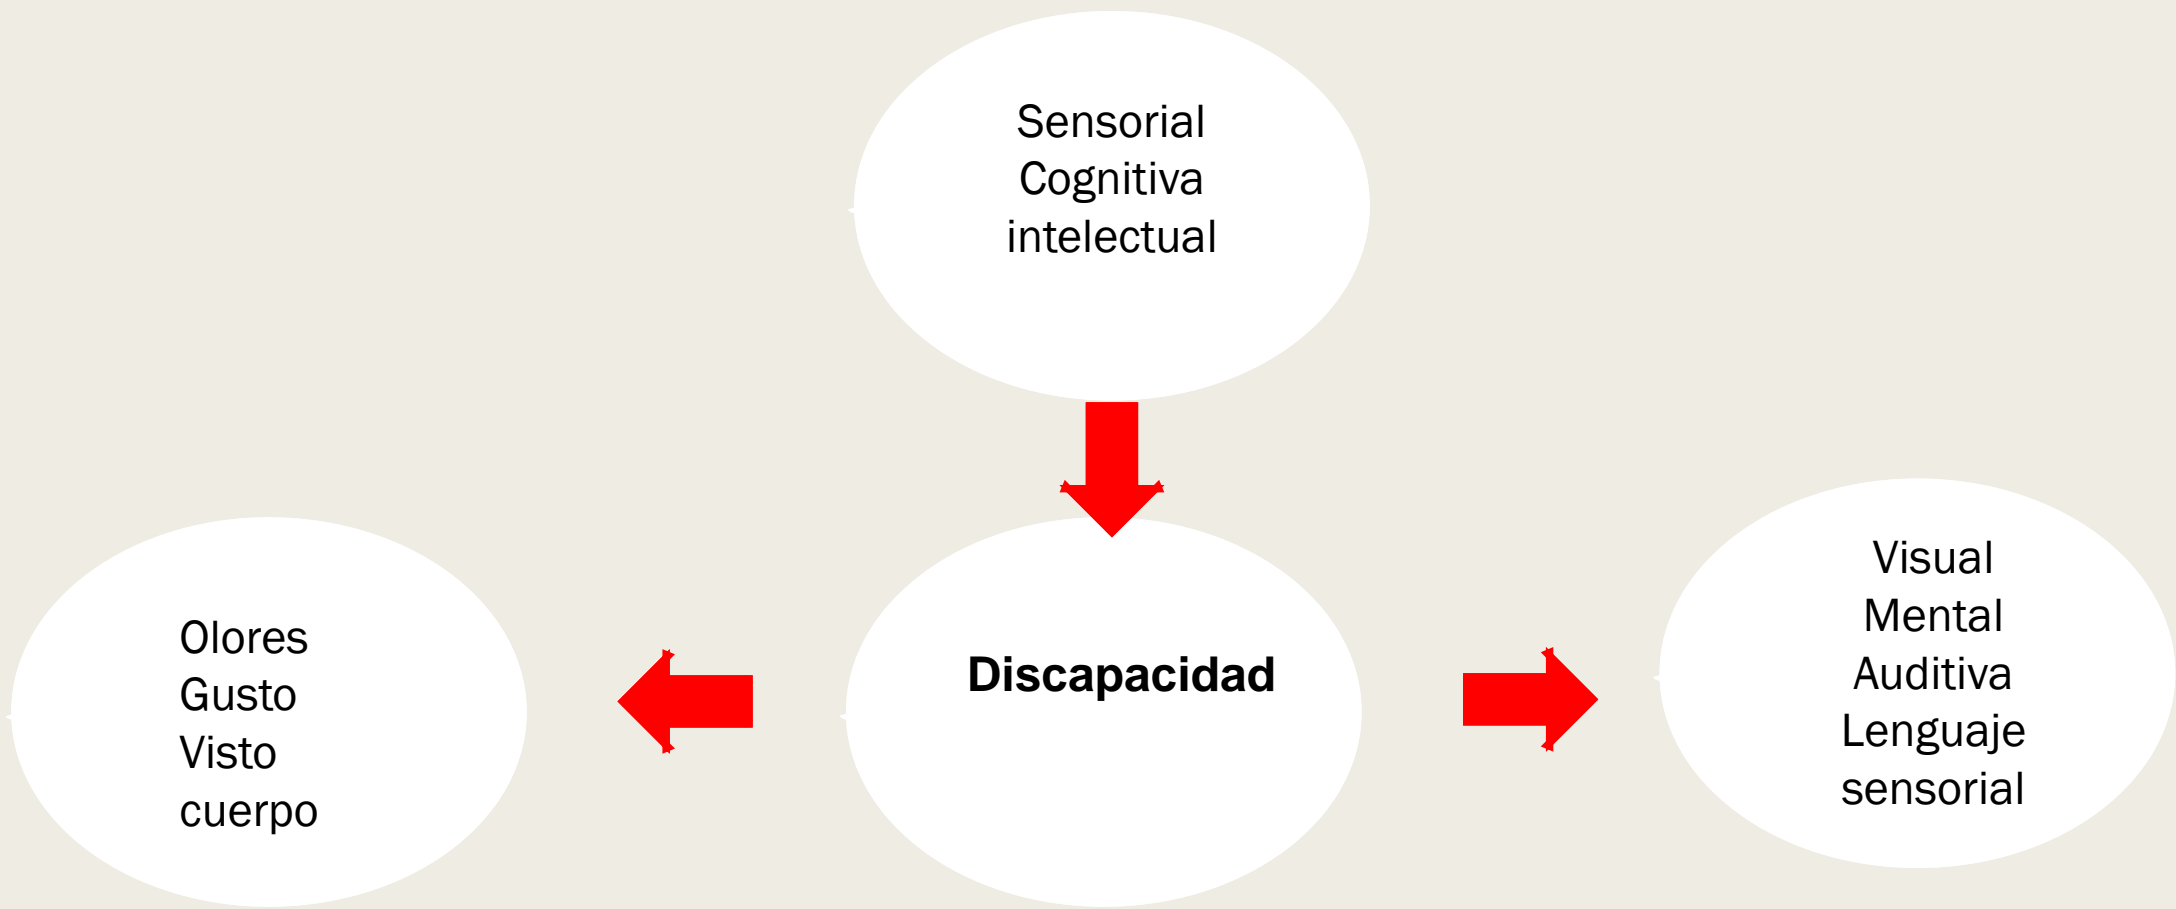 Sensorial
Cognitiva
intelectual
Olores
Gusto
Visto
cuerpo
Discapacidad
Visual
Mental
Auditiva
Lenguaje
sensorial